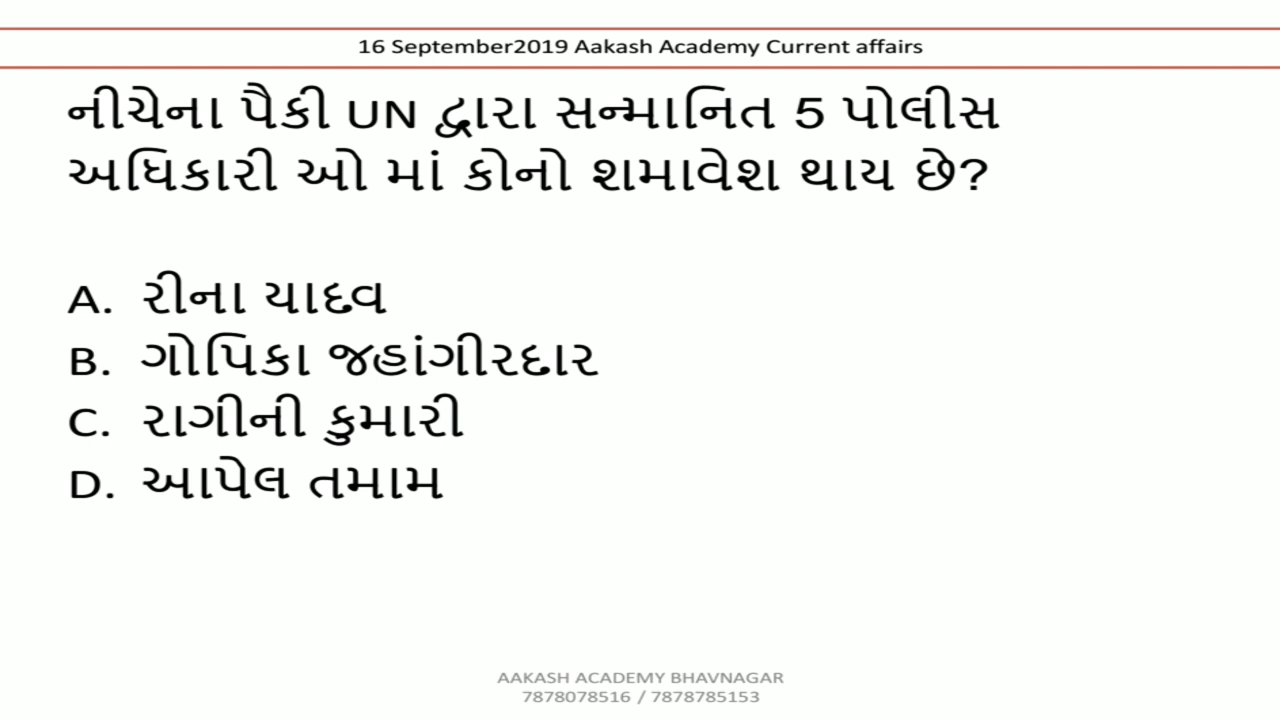 16 September2019 Aakash Academy Current affairs
નીચેના પૈકી UN દ્વારા સન્માનિત 5 પોલીસ
અધિકારી ઓ માં કોનો શમાવેશ થાય છે?
A. રીના યાદવ
B. ગોપિકા જહાંગીરદાર
C. રાગીની કુમારી
D. આપેલ તમામ
AAKASH ACADEMY BHAVNAGAR
7878078516 / 7878785153